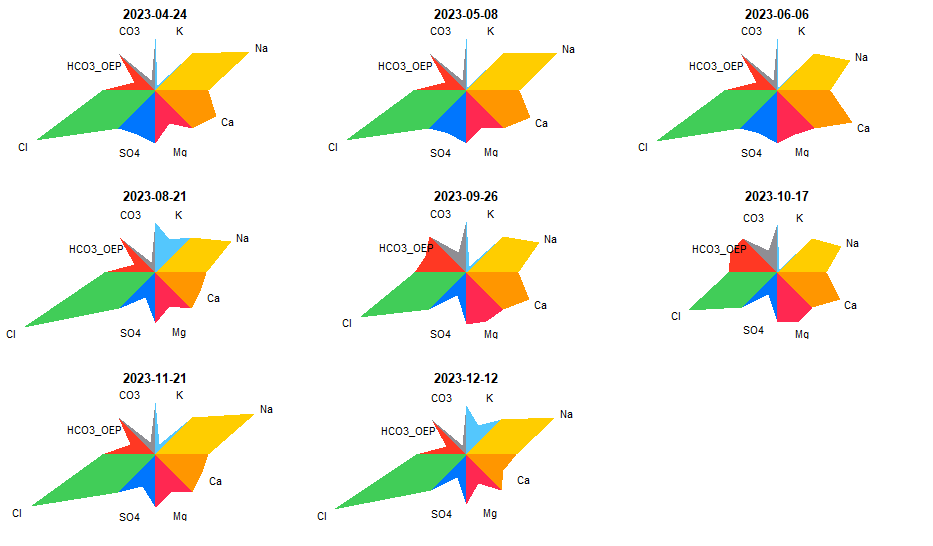 2023-04-24 2023-05-08 2023-06-06
CO3 K CO3 K CO3 K
Na Na Na
HCO3_OEP HCO3_OEP HCO3_OEP
Ca Ca Ca
Cl Cl Cl
SO4 Mg SO4 Mg SO4 Mg
2023-08-21 2023-09-26 2023-10-17
CO3 K CO3 K CO3 K
Na Na Na
HCO3_OEP HCO3_OEP HCO3_OEP
Ca Ca Ca
Cl Cl Cl
SO4 Mg SO4 Mg SO4 Mg
2023-11-21 2023-12-12
CO3 K CO3 K
Na Na
HCO3_OEP HCO3_OEP
Ca Ca
Cl Cl
SO4 Mg SO4 Mg